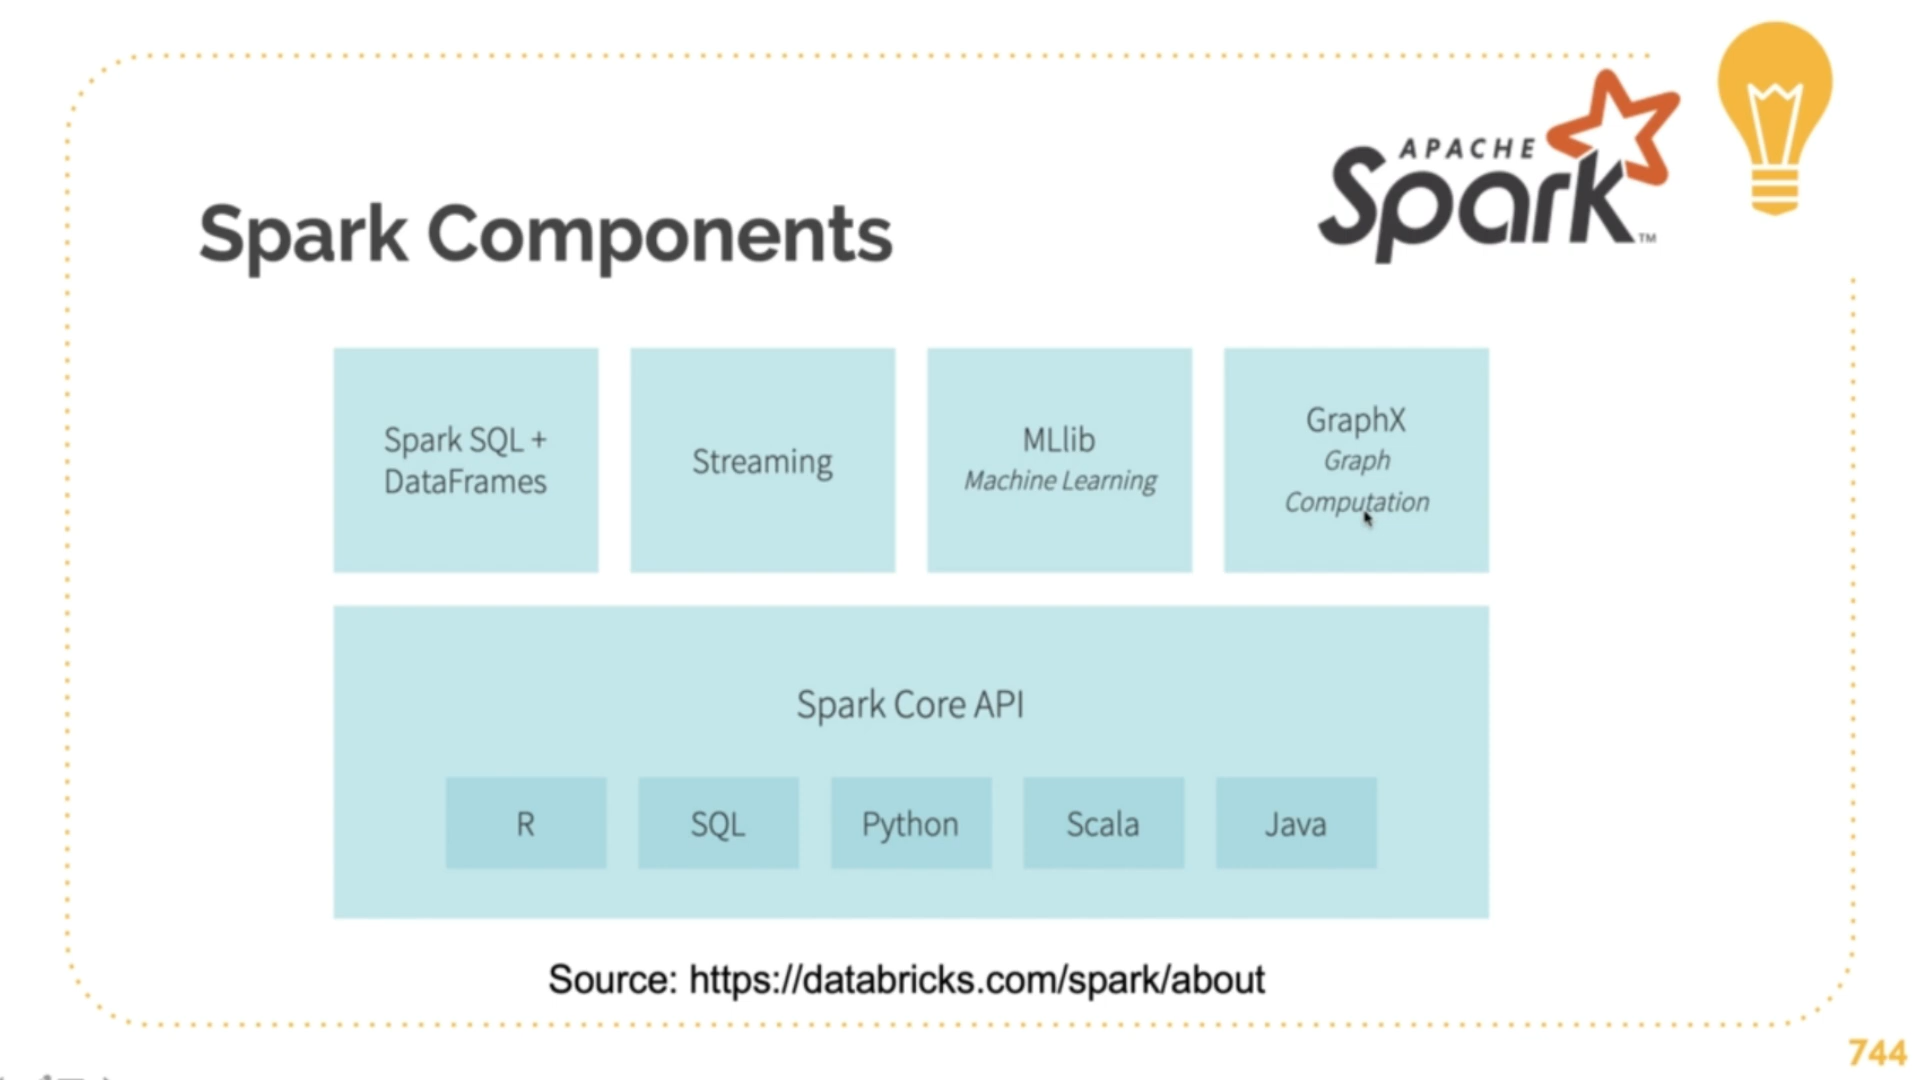 APACHE
Spark™
Spark Components
Spark SQL +
DataFrames
Streaming
MLlib
Machine Learning
GraphX
Graph
Computation
Spark Core API
R
SQL
Python
Scala
Java
Source: https://databricks.com/spark/about
744